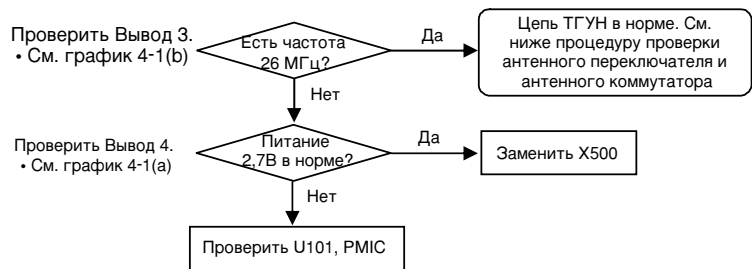 Проверить Вывод 3.
• См. график 4-1(b)
Есть частота
26 МГц?
Да
Цепь ТГУН в норме. См.
ниже процедуру проверки
антенного переключателя и
антенного коммутатора
Нет
Проверить Вывод 4.
• См. график 4-1(a)
Питание
2,7В в норме?
Да
Заменить X500
Нет
Проверить U101, PMIC